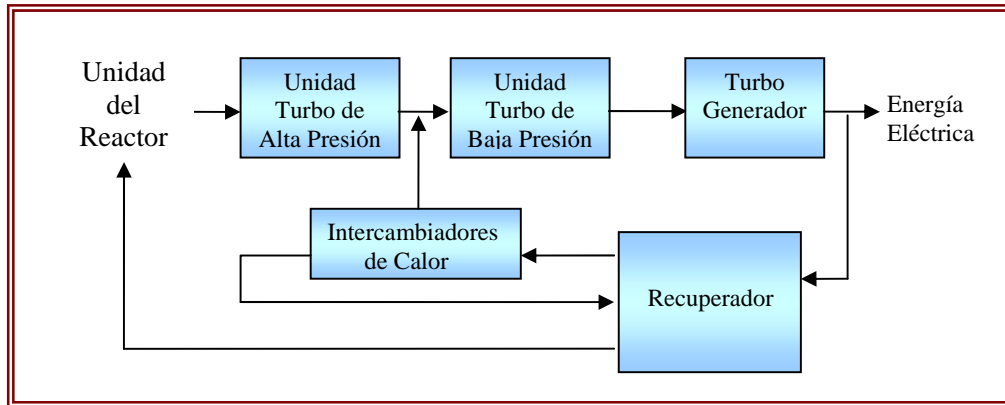 Unidad
del
Reactor
Unidad
Turbo de
Alta Presión
Unidad
Turbo de
Baja Presión
Turbo
Generador
Energía
Eléctrica
Intercambiadores
de Calor
Recuperador